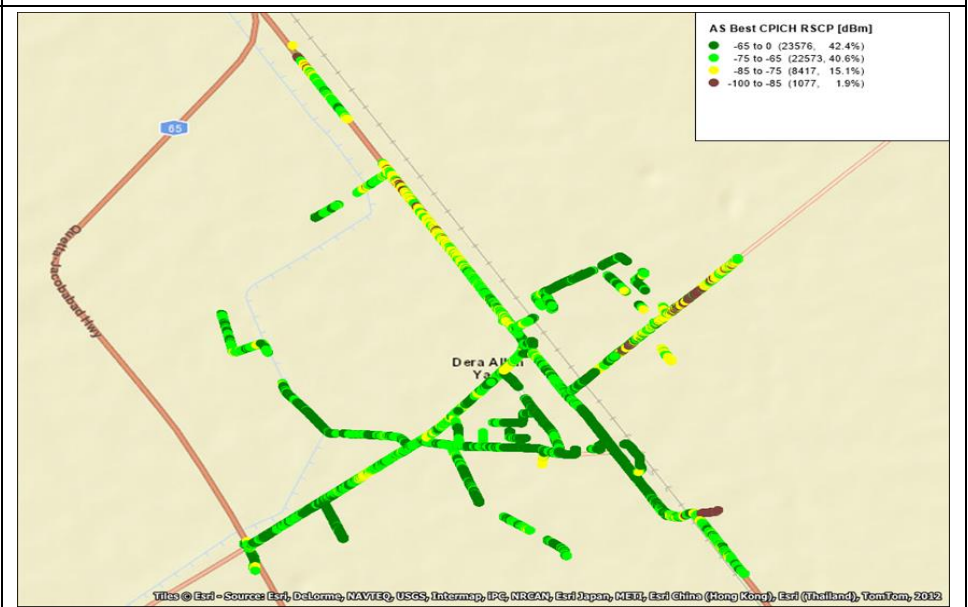 AS Best CPICH RSCP [dBm]
-65 to 0 (23576, 42.4%)
-75 to -65 (22573, 40.6%)
-85 to -75 (8417, 15.1%)
-100 to -85 (1077, 1.9%)
65
Quetta-Jacobabad Hwy
Dera Allah
Ya
Tiles © Esri - Source: Esri, DeLorme, NAVTEQ, USGS, Intermap, iPC, NRCAN, Esri Japan, METI, Esri China (Hong Kong), Esri (Thailand), TomTom, 2012